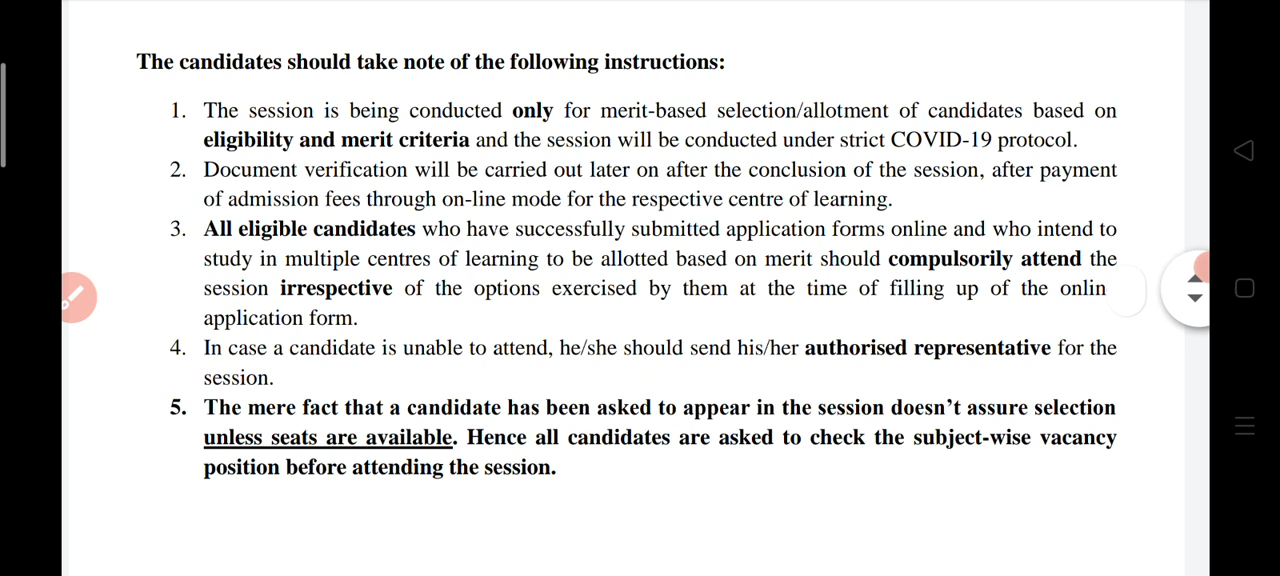 The candidates should take note of the following instructions:
1. The session is being conducted only for merit-based selection/allotment of candidates based on
eligibility and merit criteria and the session will be conducted under strict COVID-19 protocol.
2. Document verification will be carried out later on after the conclusion of the session, after payment
of admission fees through on-line mode for the respective centre of learning.
3. All eligible candidates who have successfully submitted application forms online and who intend to
study in multiple centres of learning to be allotted based on merit should compulsorily attend the
session irrespective of the options exercised by them at the time of filling up of the onlin
application form.
4. In case a candidate is unable to attend, he/she should send his/her authorised representative for the
session.
5. The mere fact that a candidate has been asked to appear in the session doesn’t assure selection
unless seats are available. Hence all candidates are asked to check the subject-wise vacancy
position before attending the session.